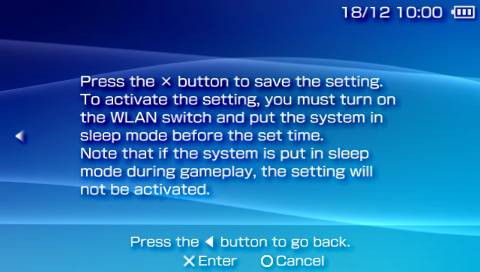 18/12 10:00
Press the × button to save the setting.
To activate the setting, you must turn on
the WLAN switch and put the system in
sleep mode before the set time.
Note that if the system is put in sleep
mode during gameplay, the setting will
not be activated.
Press the ◀ button to go back.
×Enter ○Cancel